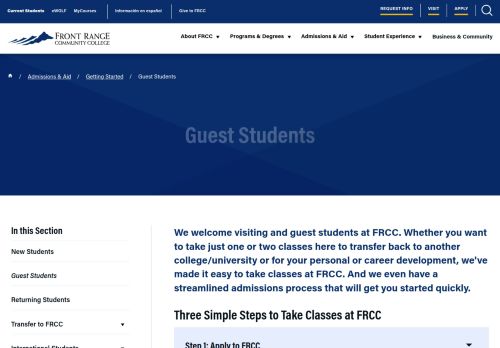 Current Students eWOLF MyCourses Información en español Give to FRCC REQUEST INFO VISIT APPLY
FRONT RANGE
COMMUNITY COLLEGE
About FRCC Programs & Degrees Admissions & Aid Student Experience Business & Community
/ Admissions & Aid / Getting Started / Guest Students
Guest Students
In this Section
New Students
Guest Students
Returning Students
Transfer to FRCC
International Students
We welcome visiting and guest students at FRCC. Whether you want
to take just one or two classes here to transfer back to another
college/university or for your personal or career development, we've
made it easy to take classes at FRCC. And we even have a
streamlined admissions process that will get you started quickly.
Three Simple Steps to Take Classes at FRCC
Step 1: Apply to FRCC